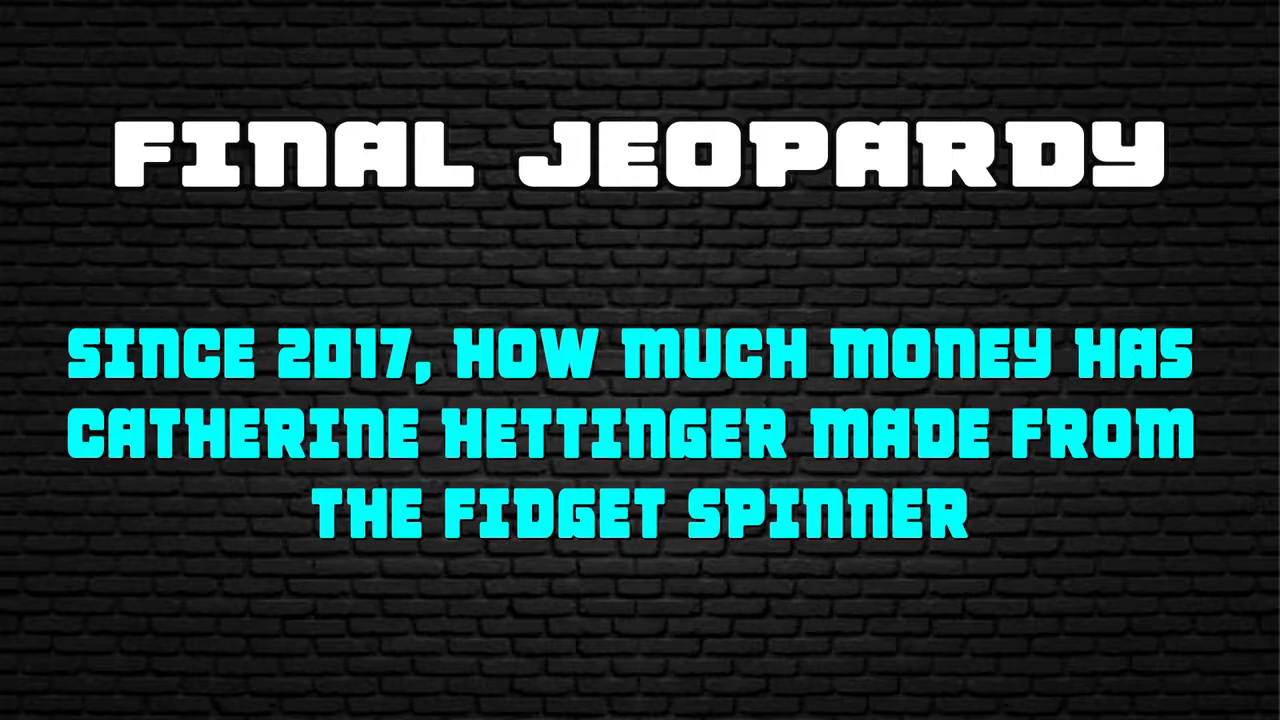 FINAL JEOPARDY
SINCE 2017, HOW MUCH MONEY HAS
CATHERINE HETTINGER MADE FROM
THE FIDGET SPINNER